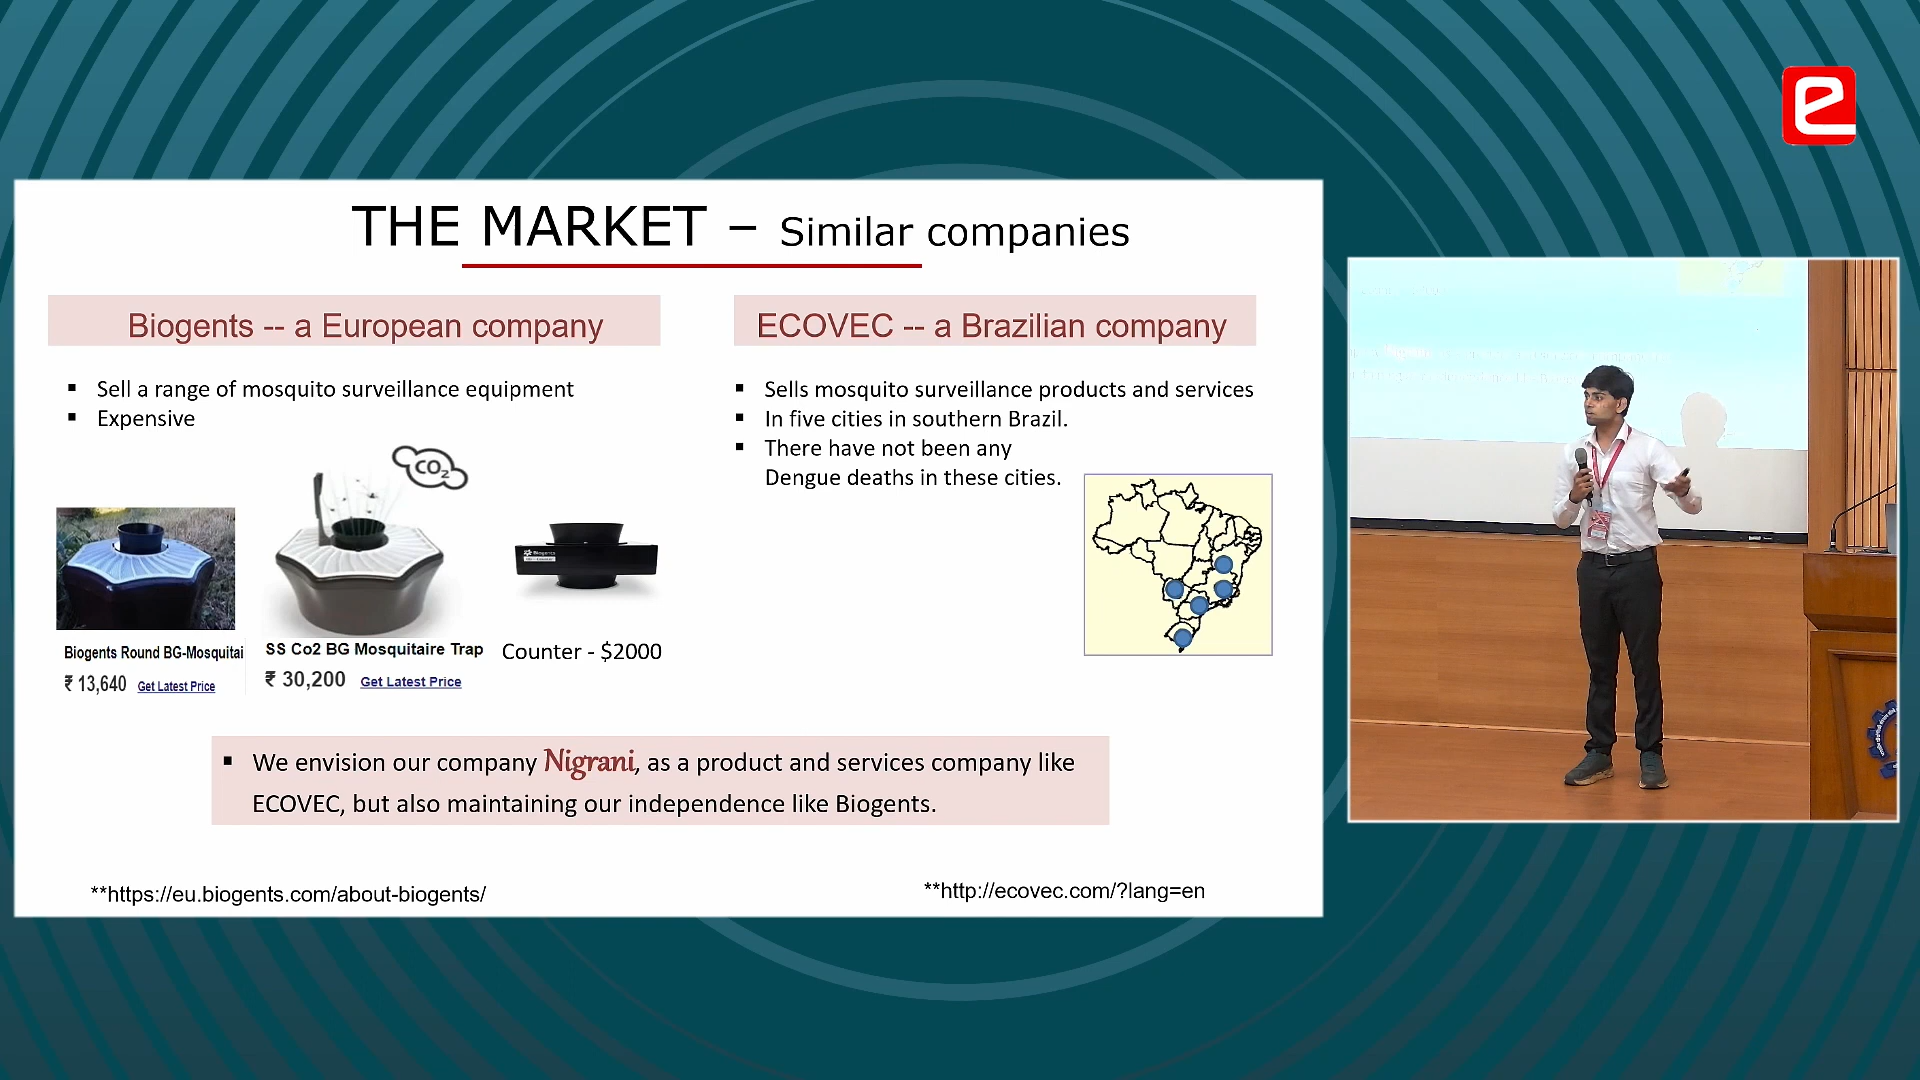 THE MARKET – Similar companies
Biogents -- a European company
▪ Sell a range of mosquito surveillance equipment
▪ Expensive
CO₂
Biogents
Biogents Round BG-Mosquitai
₹ 13,640 Get Latest Price
SS Co2 BG Mosquitaire Trap
₹ 30,200 Get Latest Price
Counter - $2000
ECOVEC -- a Brazilian company
▪ Sells mosquito surveillance products and services
▪ In five cities in southern Brazil.
▪ There have not been any
Dengue deaths in these cities.
▪ We envision our company Nigrani, as a product and services company like
ECOVEC, but also maintaining our independence like Biogents.
**https://eu.biogents.com/about-biogents/
**http://ecovec.com/?lang=en
e